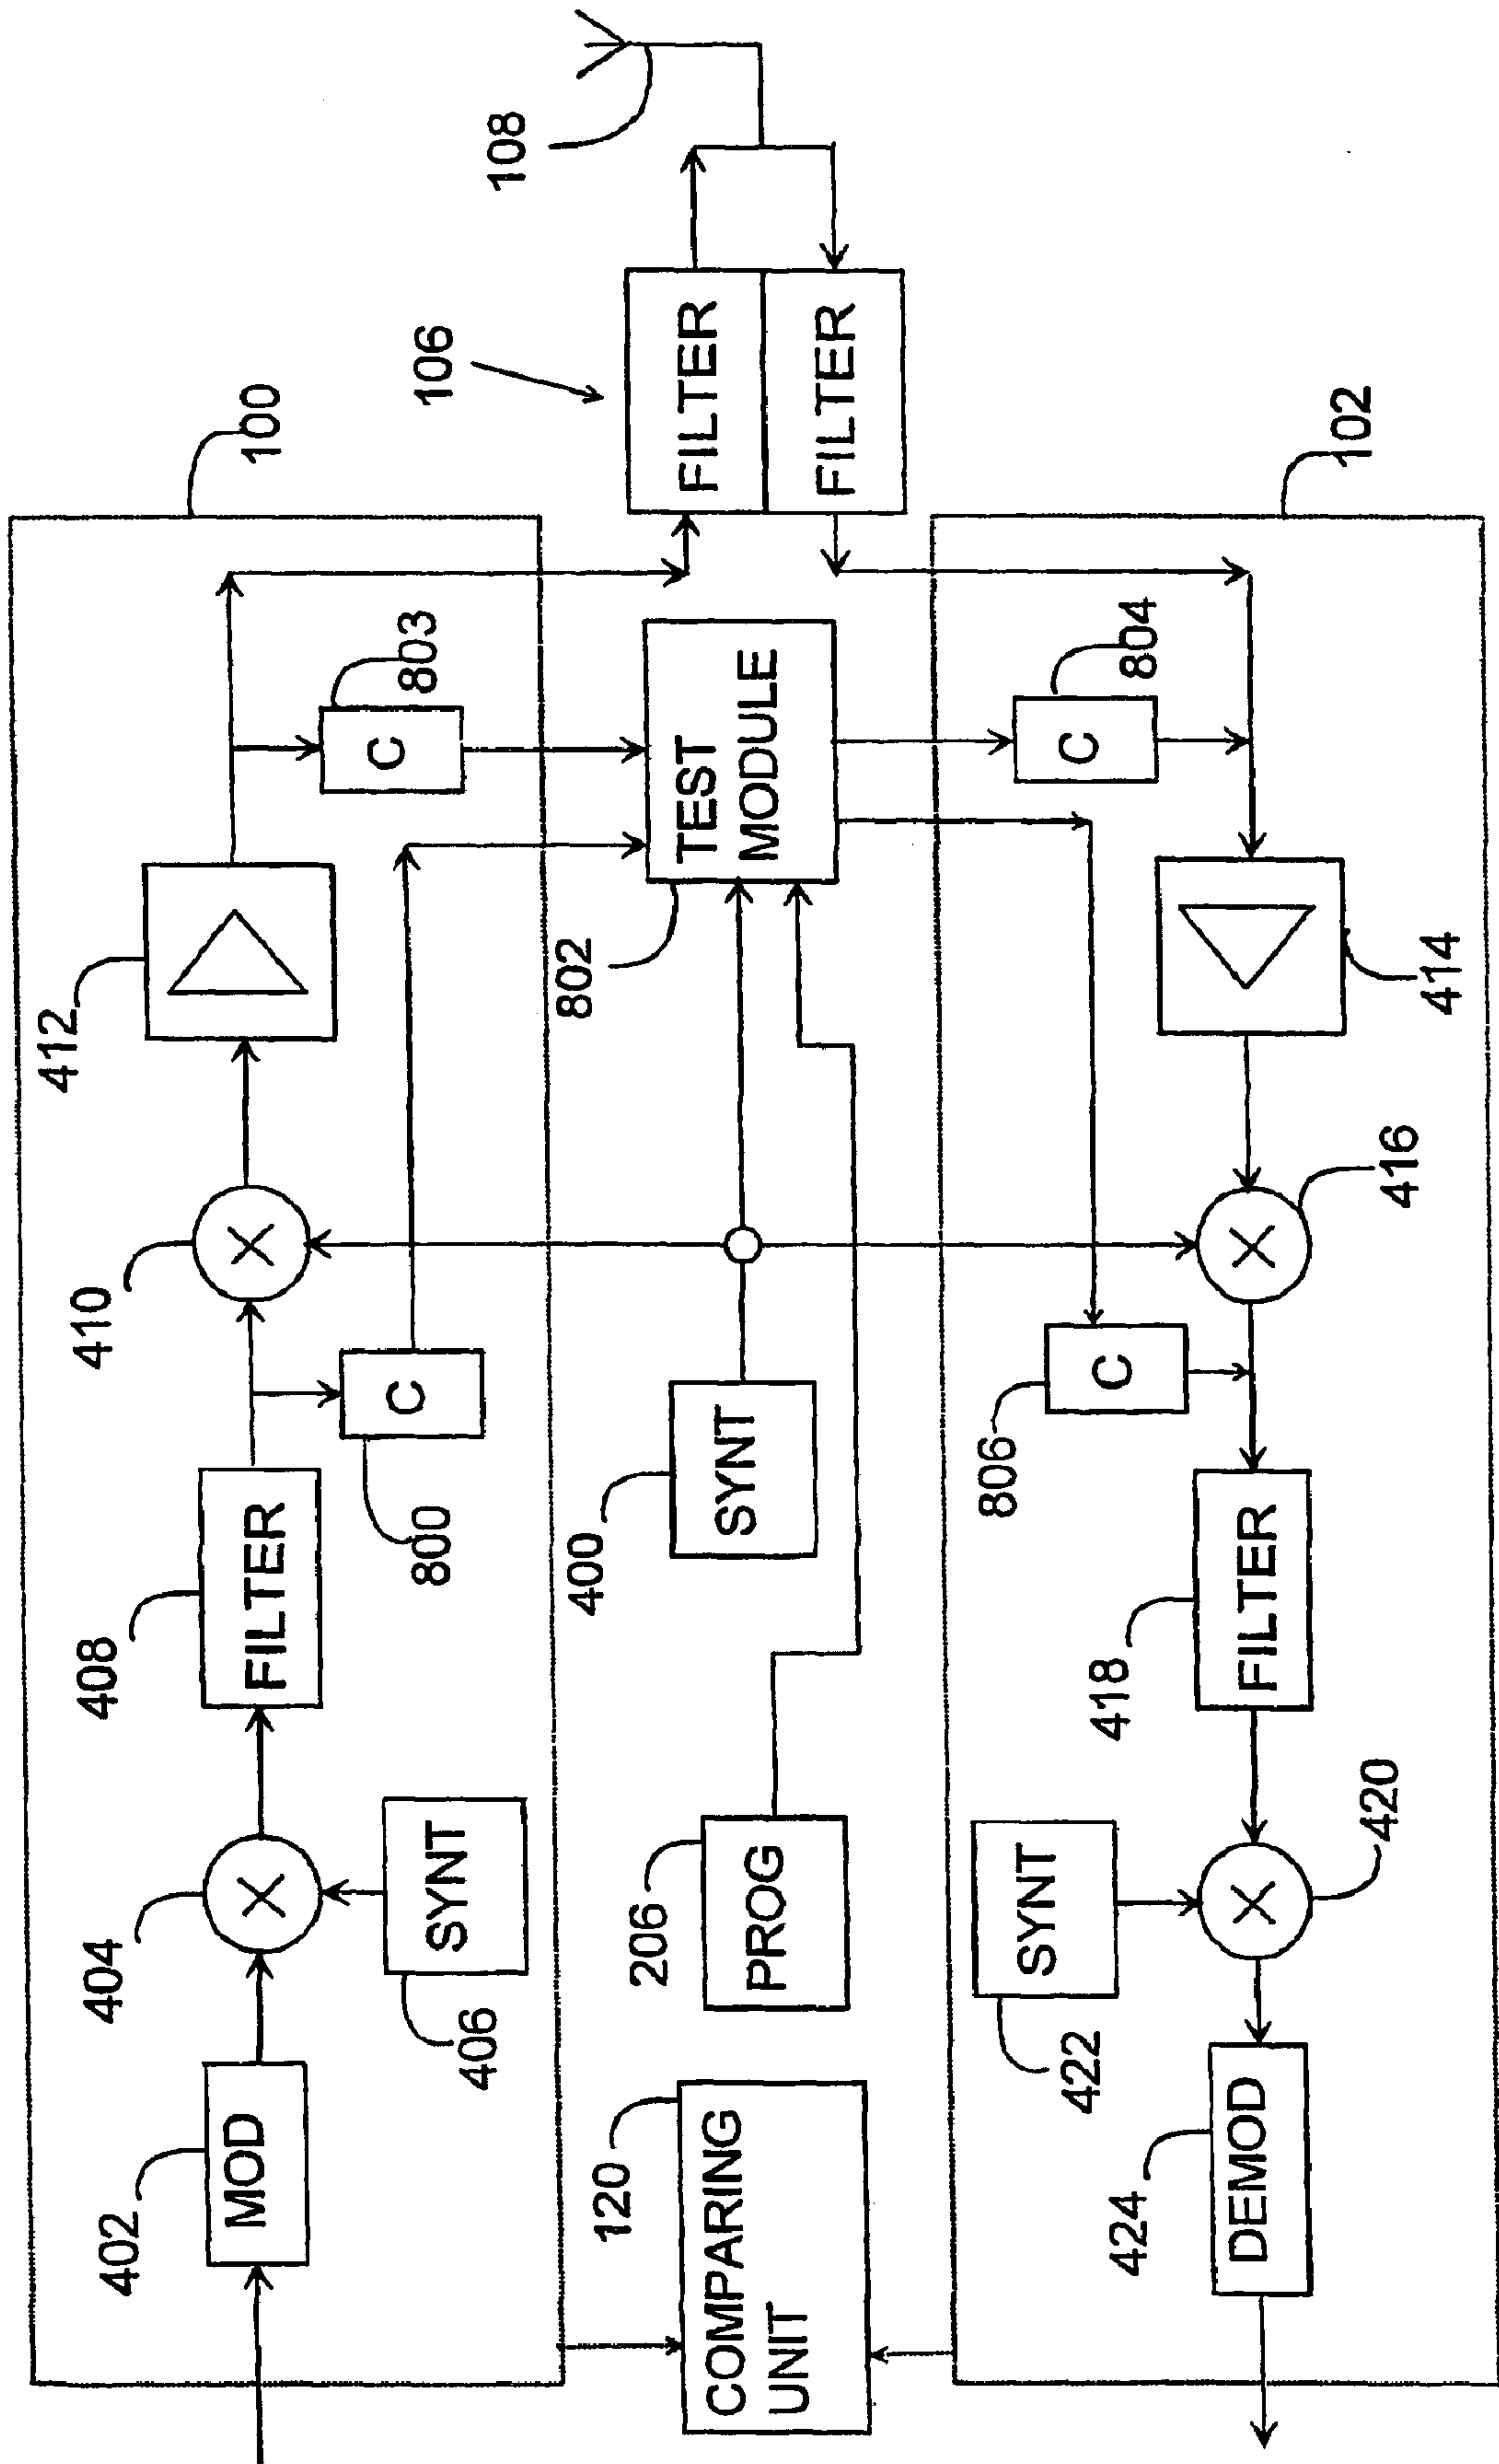 100
412
803
C
410
408
FILTER
C
800
404
406
SYNT
402
MOD
108
106
FILTER
FILTER
802
TEST
MODULE
400
SYNT
206
PROG
120
COMPARING
UNIT
102
804
C
414
416
806
C
418
FILTER
420
422
SYNT
424
DEMOD